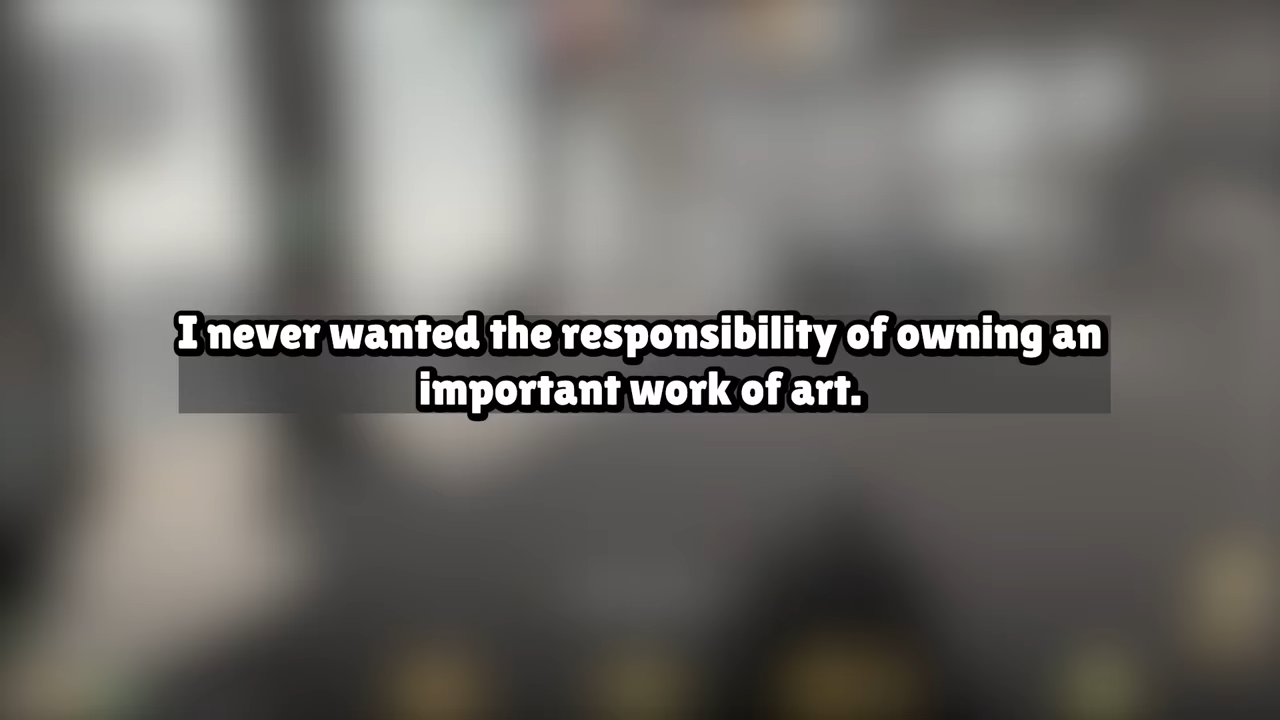 I never wanted the responsibility of owning an
important work of art.